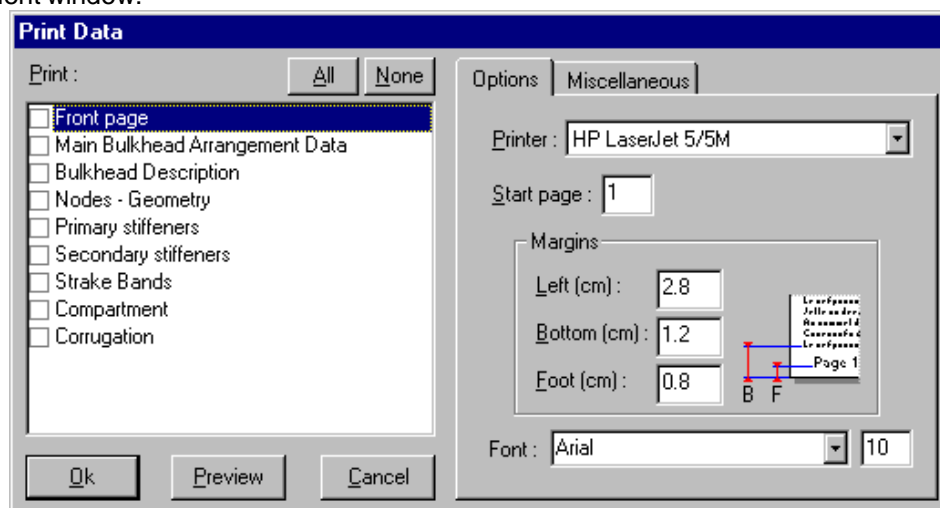 Print Data
Print :
All
None
Front page
Main Bulkhead Arrangement Data
Bulkhead Description
Nodes - Geometry
Primary stiffeners
Secondary stiffeners
Strake Bands
Compartment
Corrugation
Ok
Preview
Cancel
Options
Miscellaneous
Printer : HP LaserJet 5/5M
Start page : 1
Margins
Left (cm) : 2.8
Bottom (cm) : 1.2
Foot (cm) : 0.8
Page 1
B F
Font : Arial 10